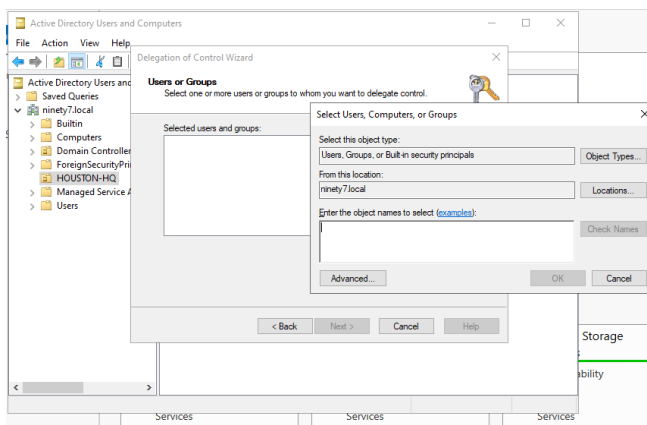 Active Directory Users and Computers
File Action View Help
Active Directory Users and
Saved Queries
ninety7.local
Builtin
Computers
Domain Controller
ForeignSecurityPri
HOUSTON-HQ
Managed Service A
Users
Delegation of Control Wizard
Users or Groups
Select one or more users or groups to whom you want to delegate control.
Selected users and groups:
< Back Next > Cancel Help
Select Users, Computers, or Groups
Select this object type:
Users, Groups, or Built-in security principals
Object Types...
From this location:
ninety7.local
Locations...
Enter the object names to select (examples):
Check Names
Advanced... OK Cancel
Storage
ability
Services Services Services